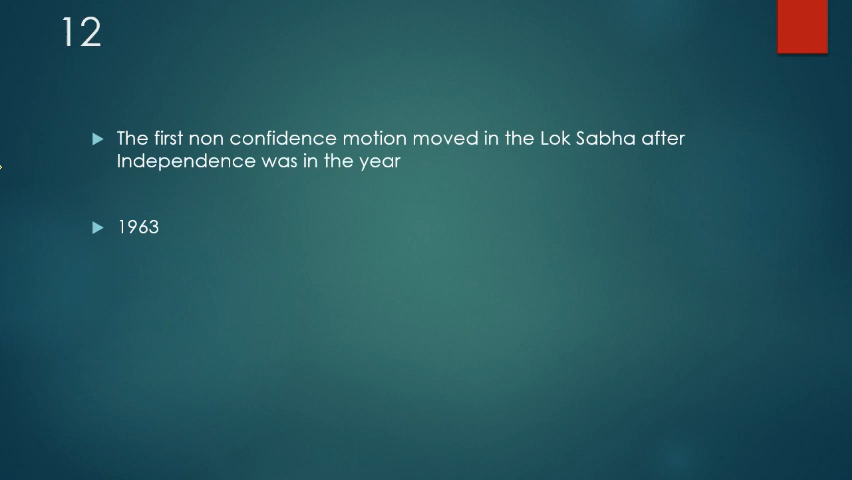 12
The first non confidence motion moved in the Lok Sabha after
Independence was in the year
1963